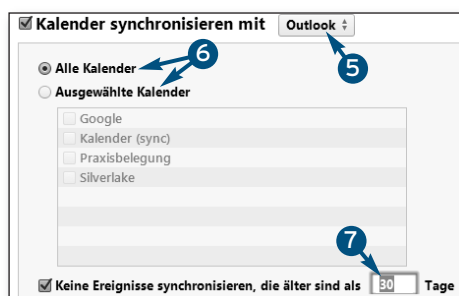 Kalender synchronisieren mit Outlook
6
5
Alle Kalender
Ausgewählte Kalender
Google
Kalender (sync)
Praxisbelegung
Silverlake
7
Keine Ereignisse synchronisieren, die älter sind als 30 Tage